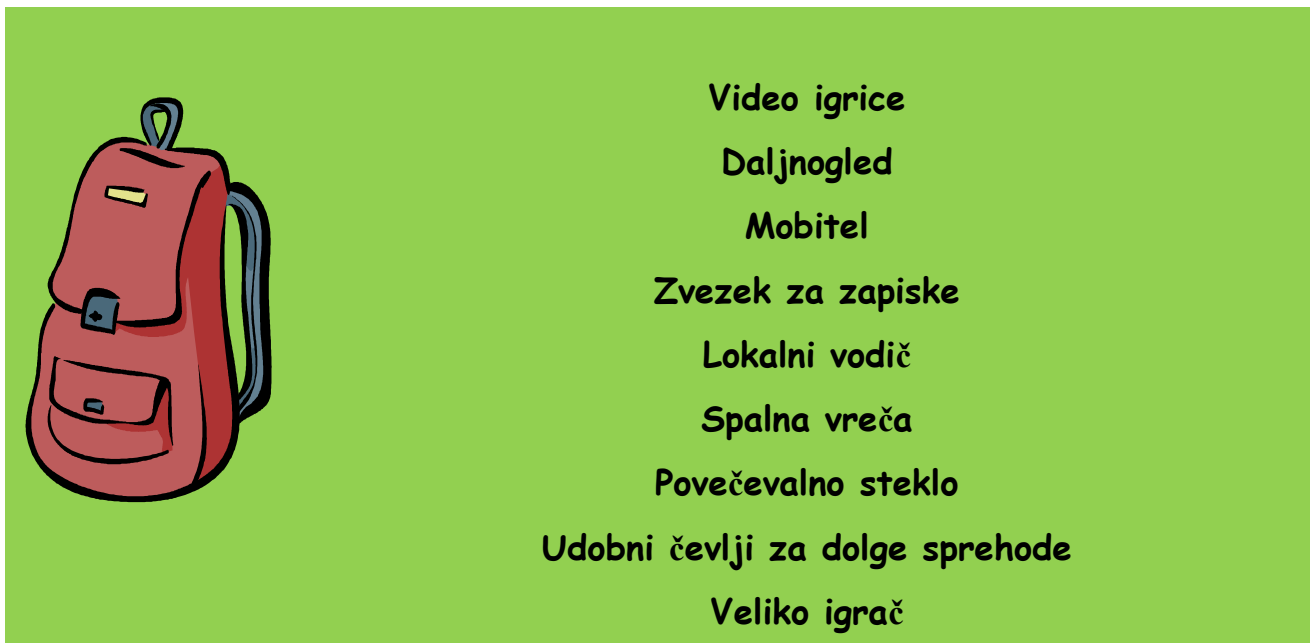 Video igrice
Daljnogled
Mobitel
Zvezek za zapiske
Lokalni vodič
Spalna vreča
Povečevalno steklo
Udobni čevlji za dolge sprehode
Veliko igrač